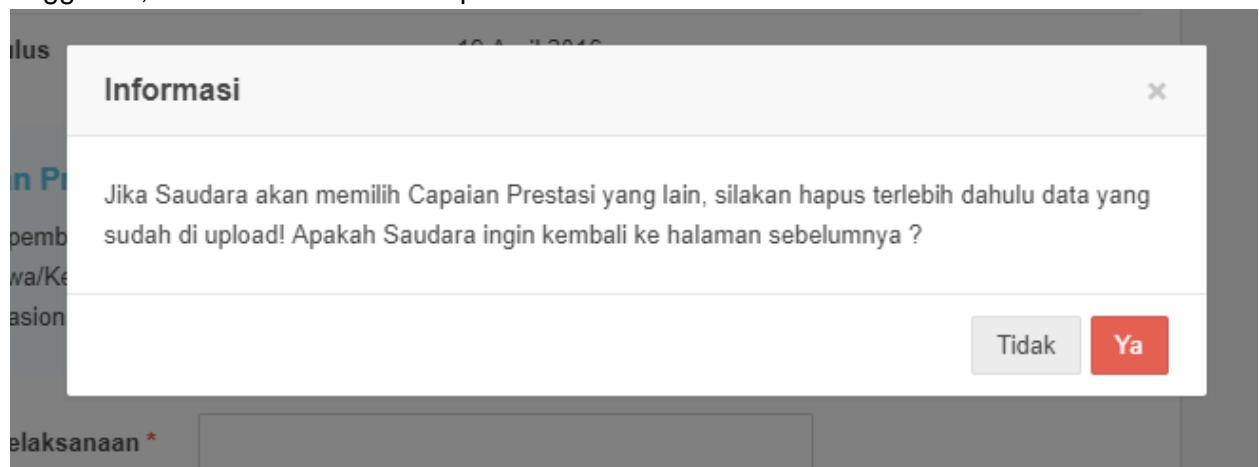 Informasi
×
Jika Saudara akan memilih Capaian Prestasi yang lain, silakan hapus terlebih dahulu data yang
sudah di upload! Apakah Saudara ingin kembali ke halaman sebelumnya ?
Tidak
Ya
elaksanaan *